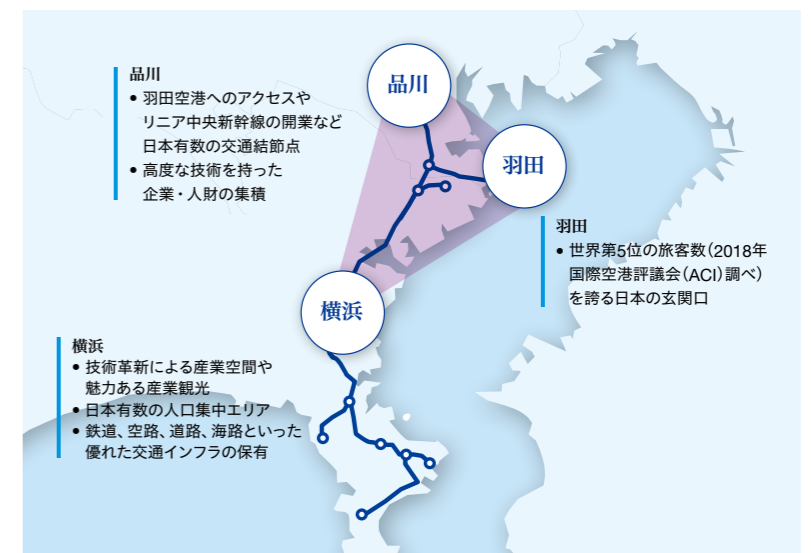 品川
• 羽田空港へのアクセスや
リニア中央新幹線の開業など
日本有数の交通結節点
• 高度な技術を持った
企業・人財の集積
品川
羽田
羽田
• 世界第5位の旅客数(2018年
国際空港評議会(ACI)調べ)
を誇る日本の玄関口
横浜
横浜
• 技術革新による産業空間や
魅力ある産業観光
• 日本有数の人口集中エリア
• 鉄道、空路、道路、海路といった
優れた交通インフラの保有